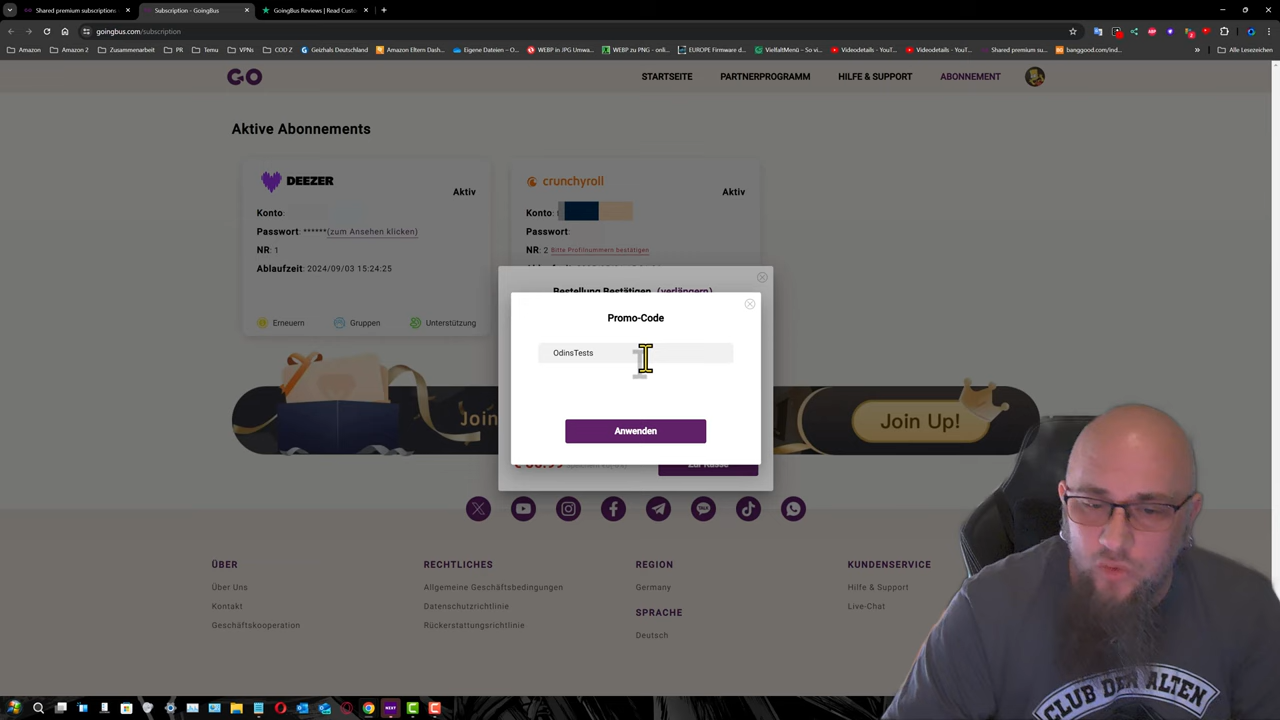 Shared premium subscriptions
Subscription - GoingBus
GoingBus Reviews | Read Cust
goingbus.com/subscription
Amazon
Amazon 2
Zusammenarbeit
PR
Temu
VPNs
COD Z
Geizhals Deutschland
Amazon Eltern Dash...
Eigene Dateien – O...
WEBP in JPG Umwa...
WEBP zu PNG - onli...
EUROPE Firmware d...
VielfaltMenü - So vi...
Videodetails - YouT...
Videodetails - YouT...
Shared premium su...
banggood.com/ind...
Alle Lesezeichen
GO
STARTSEITE
PARTNERPROGRAMM
HILFE & SUPPORT
ABONNEMENT
Aktive Abonnements
DEEZER
Aktiv
Konto:
Passwort: ******(zum Ansehen klicken)
NR: 1
Ablaufzeit: 2024/09/03 15:24:25
Erneuern
Gruppen
Unterstützung
crunchyroll
Aktiv
Konto:
Passwort:
NR: 2 Bitte Profilnummern bestätigen
Bestellung Bestätigen (verlängern)
Promo-Code
OdinsTests
Anwenden
Zur Kasse
Join
Join Up!
ÜBER
Über Uns
Kontakt
Geschäftskooperation
RECHTLICHES
Allgemeine Geschäftsbedingungen
Datenschutzrichtlinie
Rückerstattungsrichtlinie
REGION
Germany
SPRACHE
Deutsch
KUNDENSERVICE
Hilfe & Support
Live-Chat
NEXT
CLUB DER ALTEN